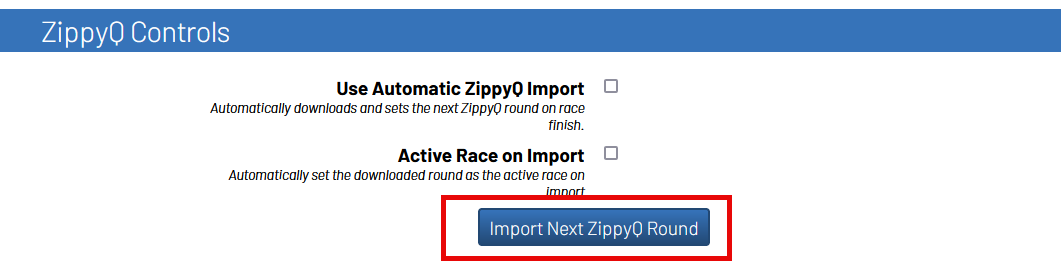 ZippyQ Controls
Use Automatic ZippyQ Import
Automatically downloads and sets the next ZippyQ round on race
finish.
Active Race on Import
Automatically set the downloaded round as the active race on
import
Import Next ZippyQ Round